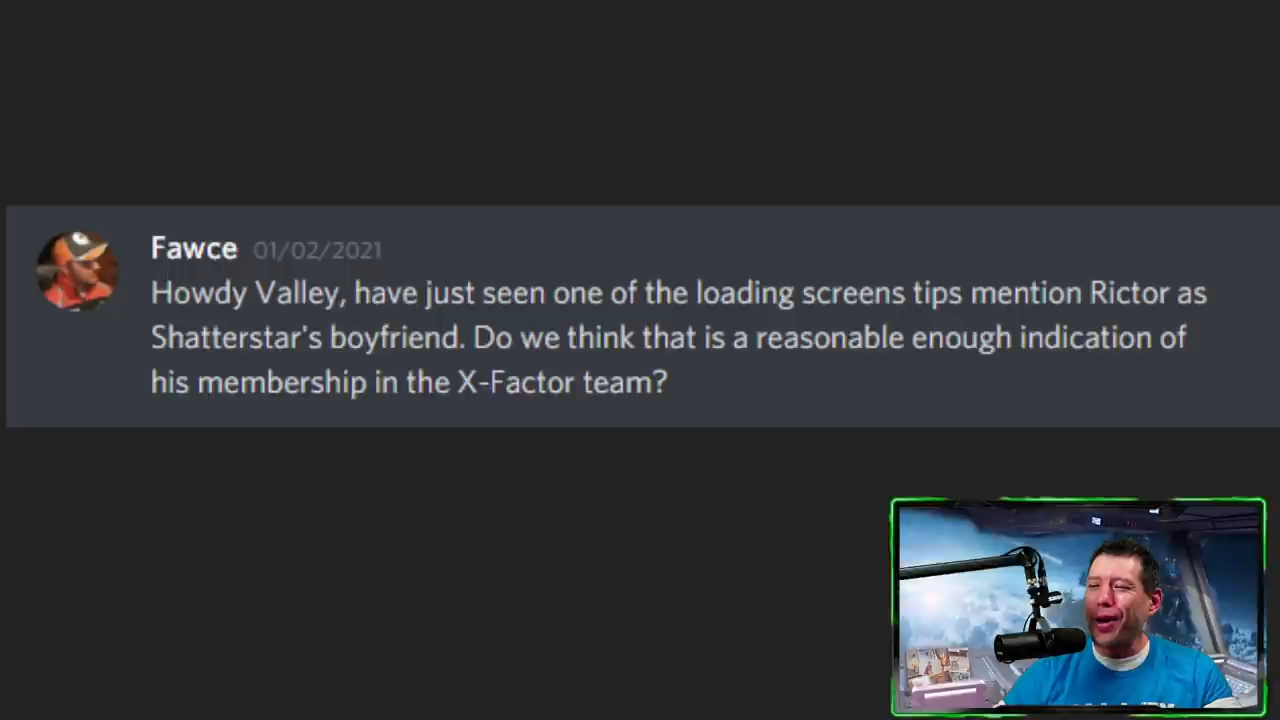 Fawce 01/02/2021
Howdy Valley, have just seen one of the loading screens tips mention Rictor as
Shatterstar's boyfriend. Do we think that is a reasonable enough indication of
his membership in the X-Factor team?